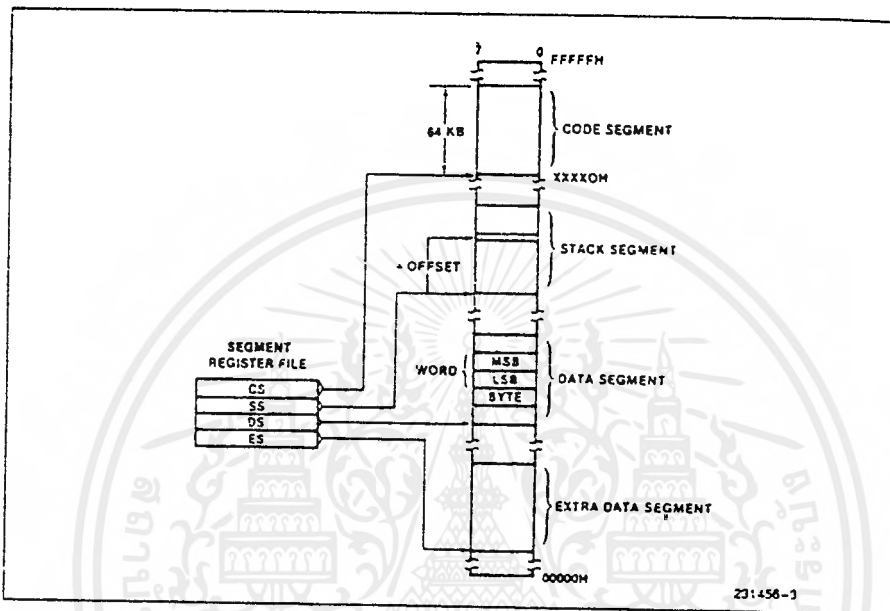 7 0 FFFFFH
64 KB
CODE SEGMENT
XXXX0H
STACK SEGMENT
+ OFFSET
SEGMENT
REGISTER FILE
CS
SS
DS
ES
WORD
MSB
LSB
BYTE
DATA SEGMENT
EXTRA DATA SEGMENT
00000H
231456-3